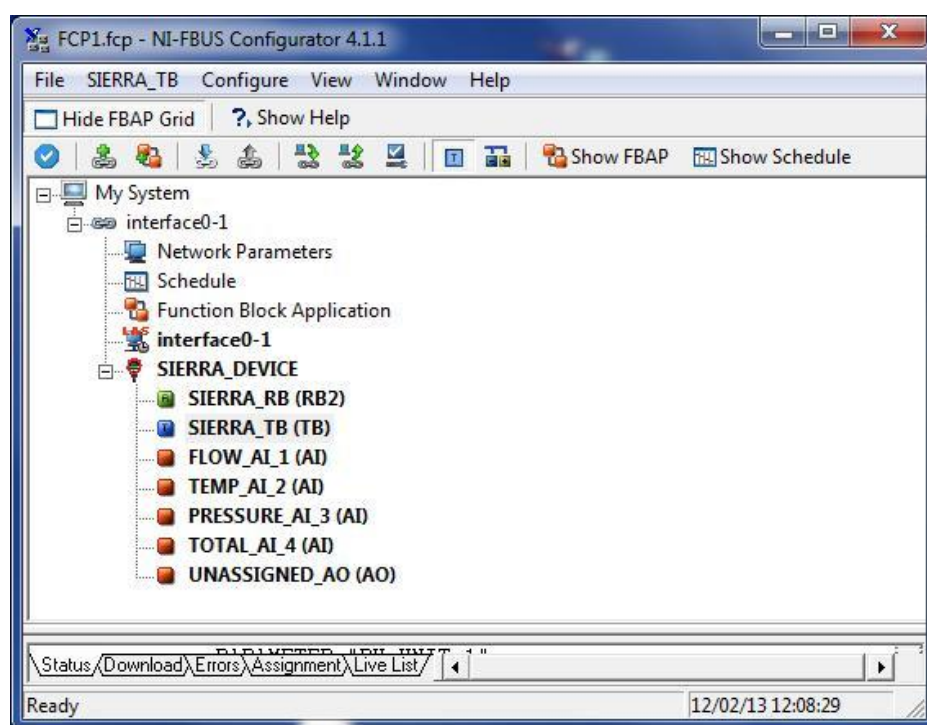 FCP1.fcp - NI-FBUS Configurator 4.1.1
File SIERRA_TB Configure View Window Help
Hide FBAP Grid ?, Show Help
T Show FBAP Show Schedule
My System
interface0-1
Network Parameters
Schedule
Function Block Application
LAS interface0-1
SIERRA_DEVICE
SIERRA_RB (RB2)
T SIERRA_TB (TB)
FLOW_AI_1 (AI)
TEMP_AI_2 (AI)
PRESSURE_AI_3 (AI)
TOTAL_AI_4 (AI)
UNASSIGNED_AO (AO)
Status Download Errors Assignment Live List
Ready 12/02/13 12:08:29